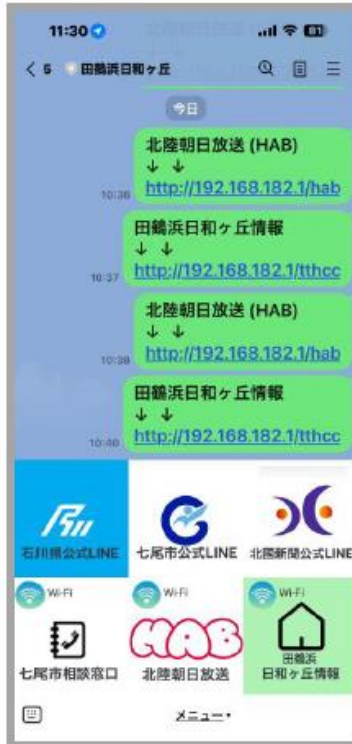 11:30
61
5 田鶴浜日和ヶ丘
今日
北陸朝日放送 (HAB)
↓ ↓
http://192.168.182.1/hab
10:36
田鶴浜日和ヶ丘情報
↓ ↓
http://192.168.182.1/tthcc
10:37
北陸朝日放送 (HAB)
↓ ↓
http://192.168.182.1/hab
10:38
田鶴浜日和ヶ丘情報
↓ ↓
http://192.168.182.1/tthcc
10:40
石川県公式LINE
七尾市公式LINE
北國新聞公式LINE
Wi-Fi
七尾市相談窓口
Wi-Fi
HAB
北陸朝日放送
Wi-Fi
田鶴浜
日和ヶ丘情報
メニュー▾